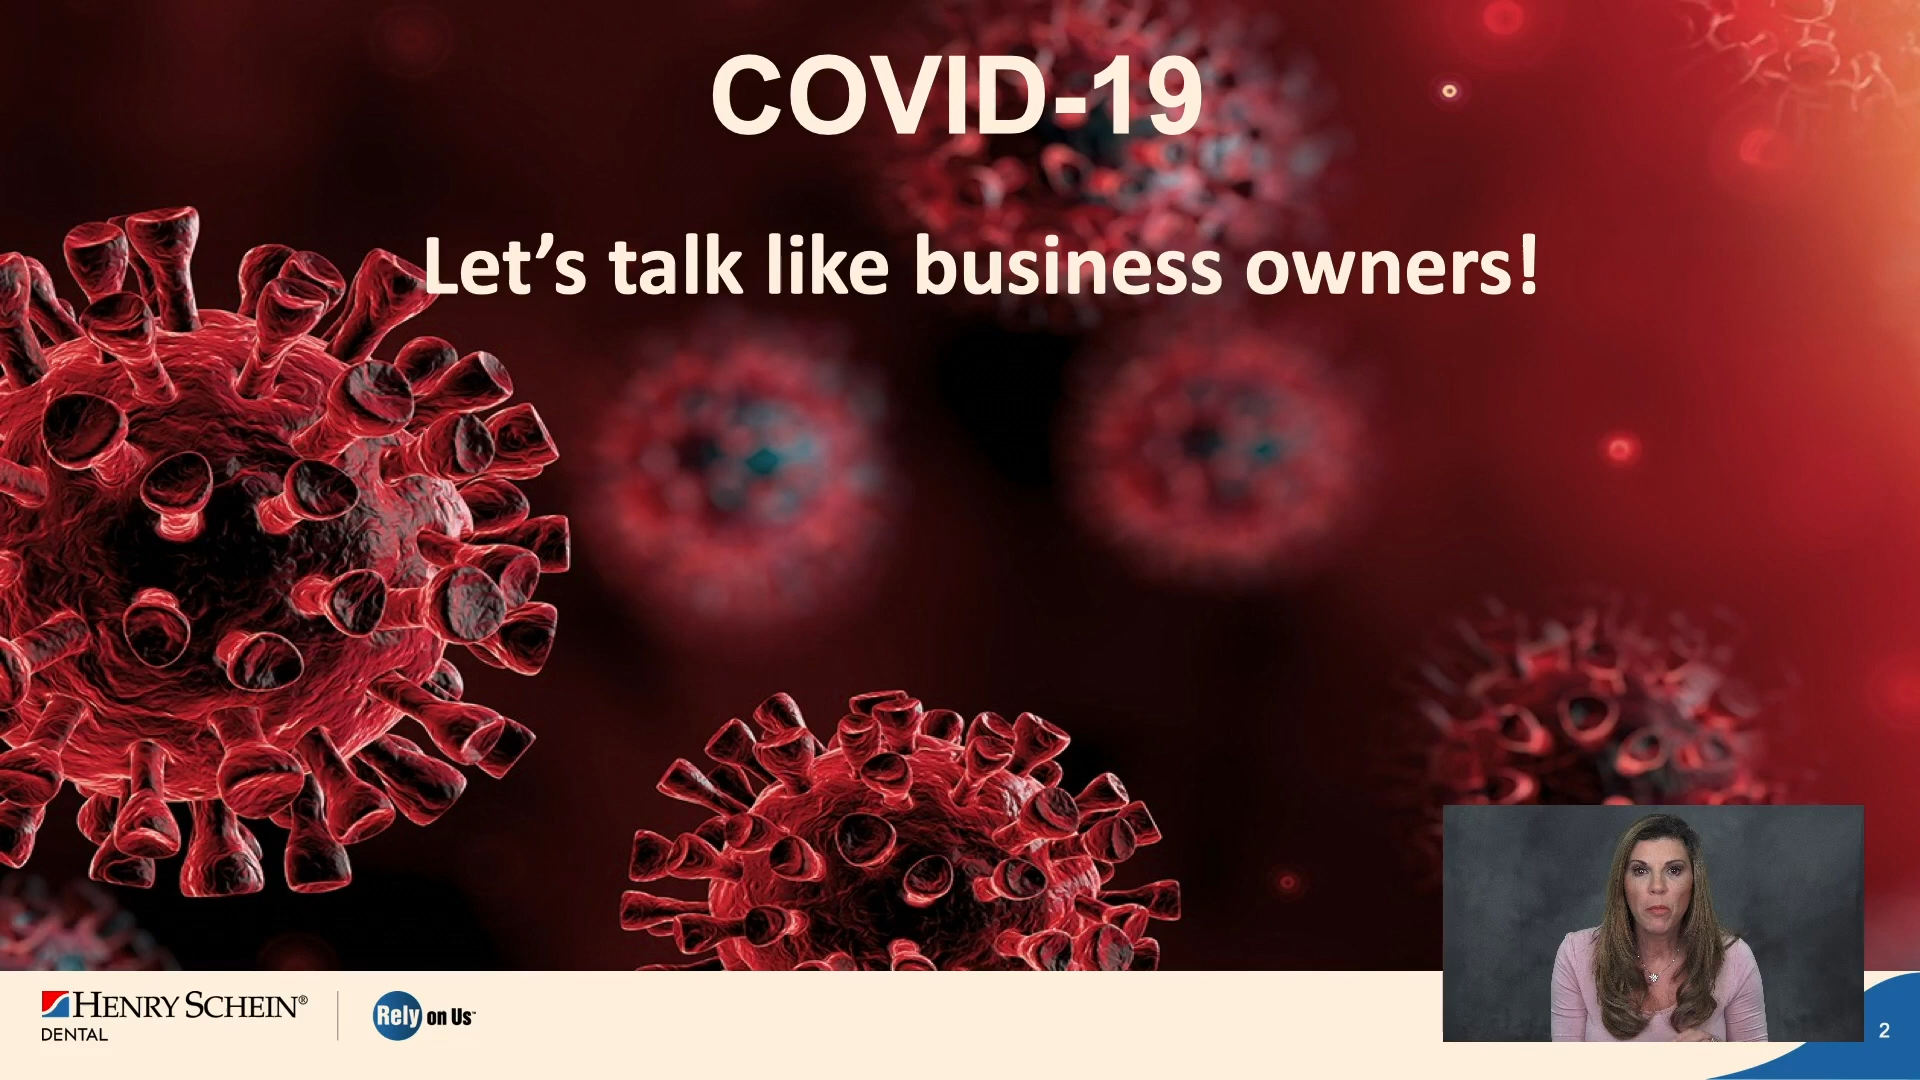 COVID-19
Let’s talk like business owners!
HENRY SCHEIN®
DENTAL
Rely on Us™
2